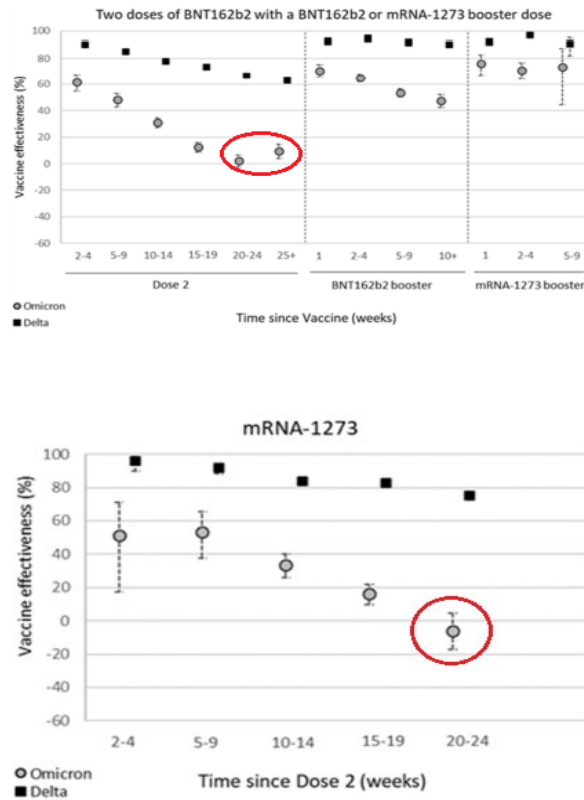 Two doses of BNT162b2 with a BNT162b2 or mRNA-1273 booster dose
Vaccine effectiveness (%)
100
80
60
40
20
0
-20
-40
-60
2-4 5-9 10-14 15-19 20-24 25+ 1 2-4 5-9 10+ 1 2-4 5-9
Dose 2 BNT162b2 booster mRNA-1273 booster
Omicron
Delta
Time since Vaccine (weeks)
mRNA-1273
Vaccine effectiveness (%)
100
80
60
40
20
0
-20
-40
-60
2-4 5-9 10-14 15-19 20-24
Omicron
Delta
Time since Dose 2 (weeks)